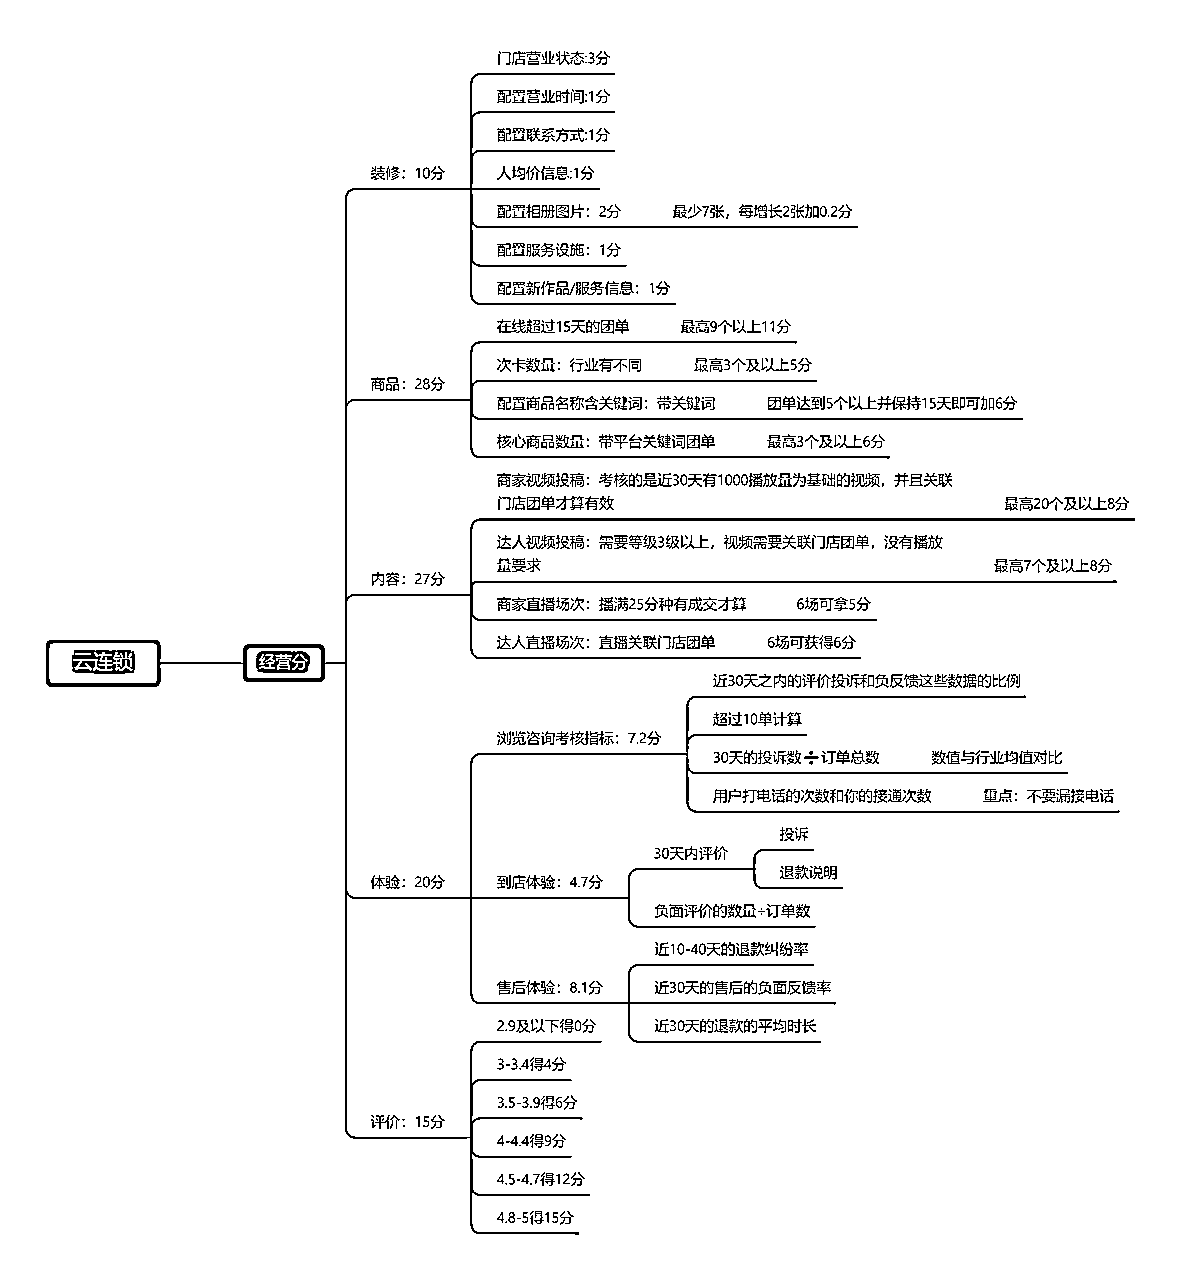 云连锁
经营分
装修：10分
门店营业状态:3分
配置营业时间:1分
配置联系方式:1分
人均价信息:1分
配置相册图片：2分
最少7张，每增长2张加0.2分
配置服务设施：1分
配置新作品/服务信息：1分
商品：28分
在线超过15天的团单
最高9个以上11分
次卡数量：行业有不同
最高3个及以上5分
配置商品名称含关键词：带关键词
团单达到5个以上并保持15天即可加6分
核心商品数量：带平台关键词团单
最高3个及以上6分
内容：27分
商家视频投稿：考核的是近30天有1000播放量为基础的视频，并且关联
门店团单才算有效
最高20个及以上8分
达人视频投稿：需要等级3级以上，视频需要关联门店团单，没有播放
量要求
最高7个及以上8分
商家直播场次：播满25分种有成交才算
6场可拿5分
达人直播场次：直播关联门店团单
6场可获得6分
体验：20分
浏览咨询考核指标：7.2分
近30天之内的评价投诉和负反馈这些数据的比例
超过10单计算
30天的投诉数÷订单总数
数值与行业均值对比
用户打电话的次数和你的接通次数
重点：不要漏接电话
到店体验：4.7分
30天内评价
投诉
退款说明
负面评价的数量÷订单数
售后体验：8.1分
近10-40天的退款纠纷率
近30天的售后的负面反馈率
近30天的退款的平均时长
评价：15分
2.9及以下得0分
3-3.4得4分
3.5-3.9得6分
4-4.4得9分
4.5-4.7得12分
4.8-5得15分